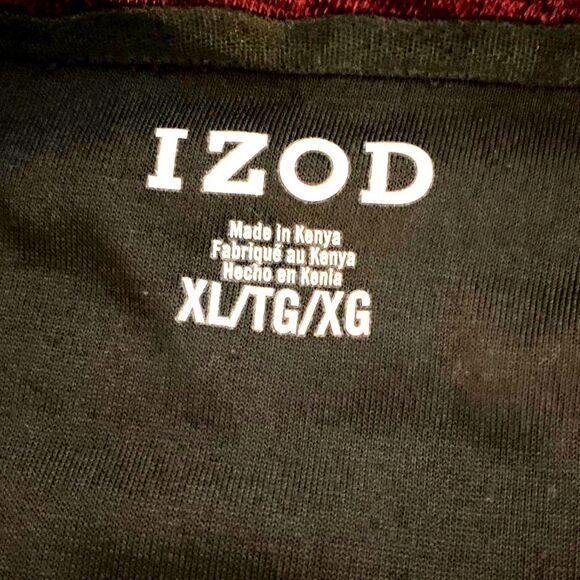 IZOD
Made in Kenya
Fabriqué au Kenya
Hecho en Kenia
XL/TG/XG